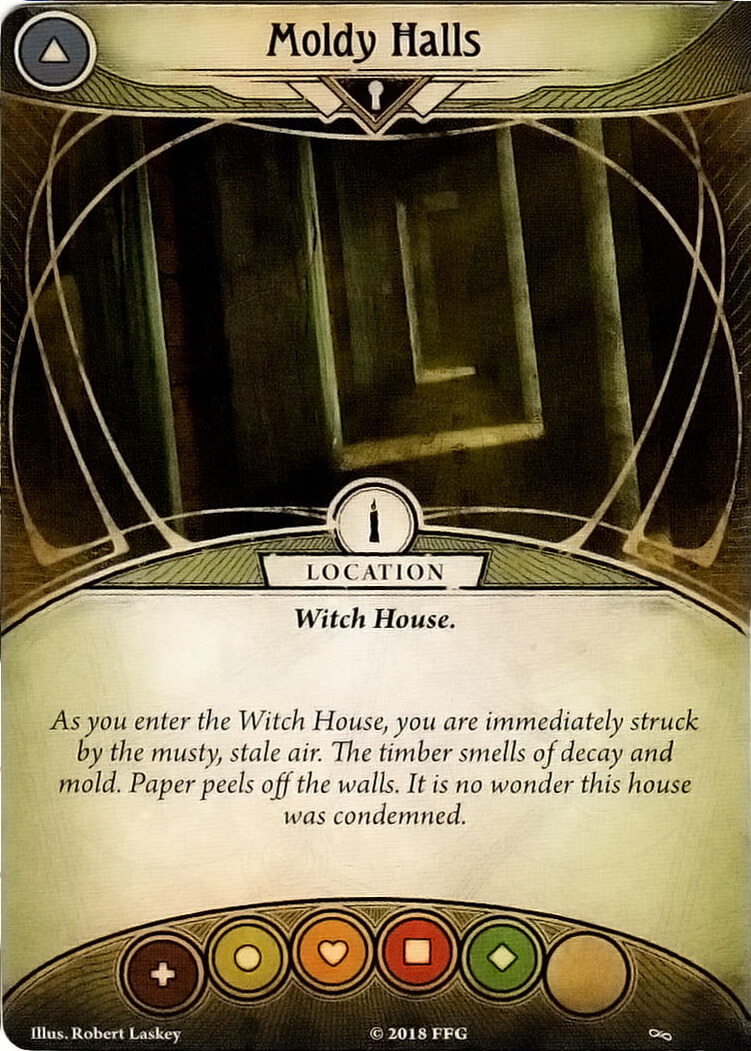 Moldy Halls
LOCATION
Witch House.
As you enter the Witch House, you are immediately struck
by the musty, stale air. The timber smells of decay and
mold. Paper peels off the walls. It is no wonder this house
was condemned.
Illus. Robert Laskey © 2018 FFG